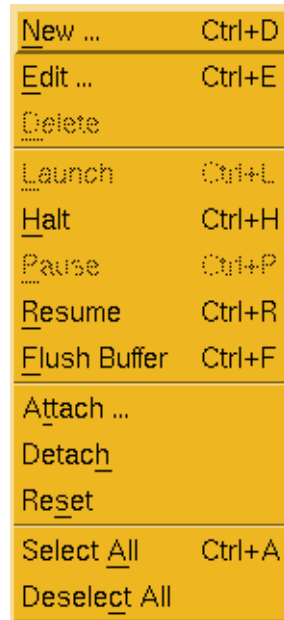 New ... Ctrl+D
Edit ... Ctrl+E
Delete
Launch Ctrl+L
Halt Ctrl+H
Pause Ctrl+P
Resume Ctrl+R
Flush Buffer Ctrl+F
Attach ...
Detach
Reset
Select All Ctrl+A
Deselect All